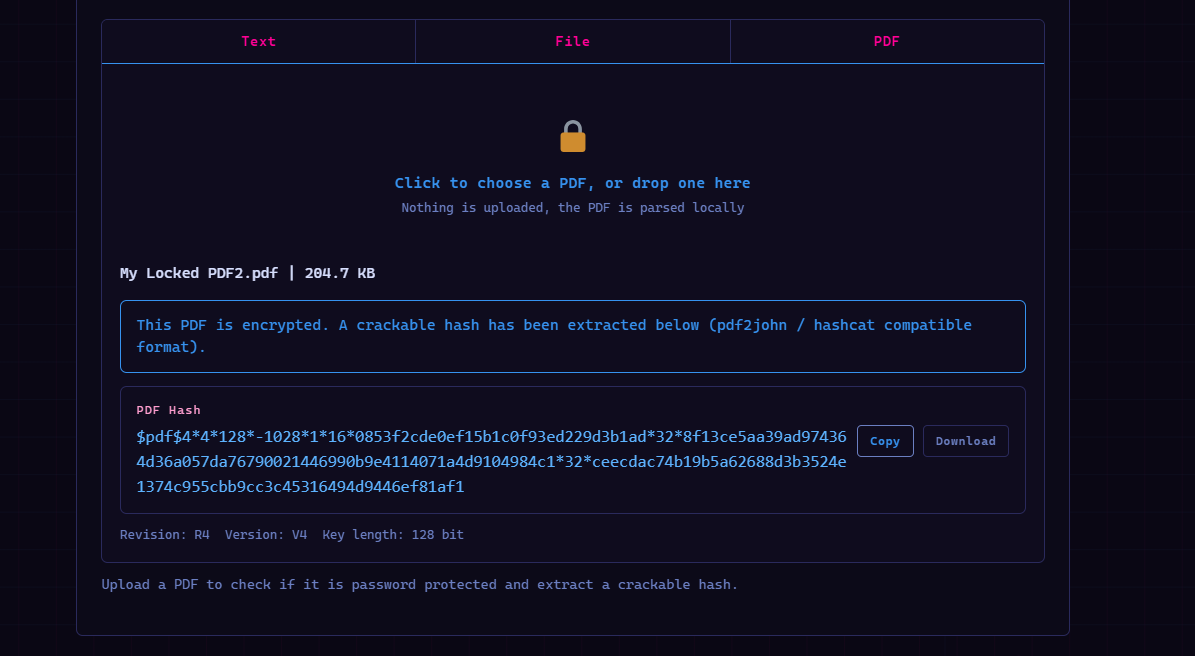 Text
File
PDF
Click to choose a PDF, or drop one here
Nothing is uploaded, the PDF is parsed locally
My Locked PDF2.pdf | 204.7 KB
This PDF is encrypted. A crackable hash has been extracted below (pdf2john / hashcat compatible
format).
PDF Hash
$pdf$4*4*128*-1028*1*16*0853f2cde0ef15b1c0f93ed229d3b1ad*32*8f13ce5aa39ad97436
4d36a057da76790021446990b9e4114071a4d9104984c1*32*ceecdac74b19b5a62688d3b3524e
1374c955cbb9cc3c45316494d9446ef81af1
Copy
Download
Revision: R4 Version: V4 Key length: 128 bit
Upload a PDF to check if it is password protected and extract a crackable hash.